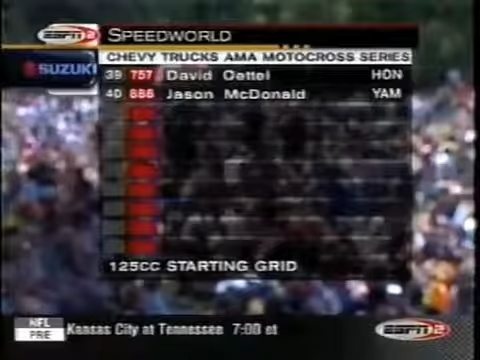 ESPN2 SPEEDWORLD
CHEVY TRUCKS AMA MOTOCROSS SERIES
SUZUKI
39 757 David Oettel HON
40 886 Jason McDonald YAM
125CC STARTING GRID
NFL PRE Kansas City at Tennessee 7:00 et ESPN2